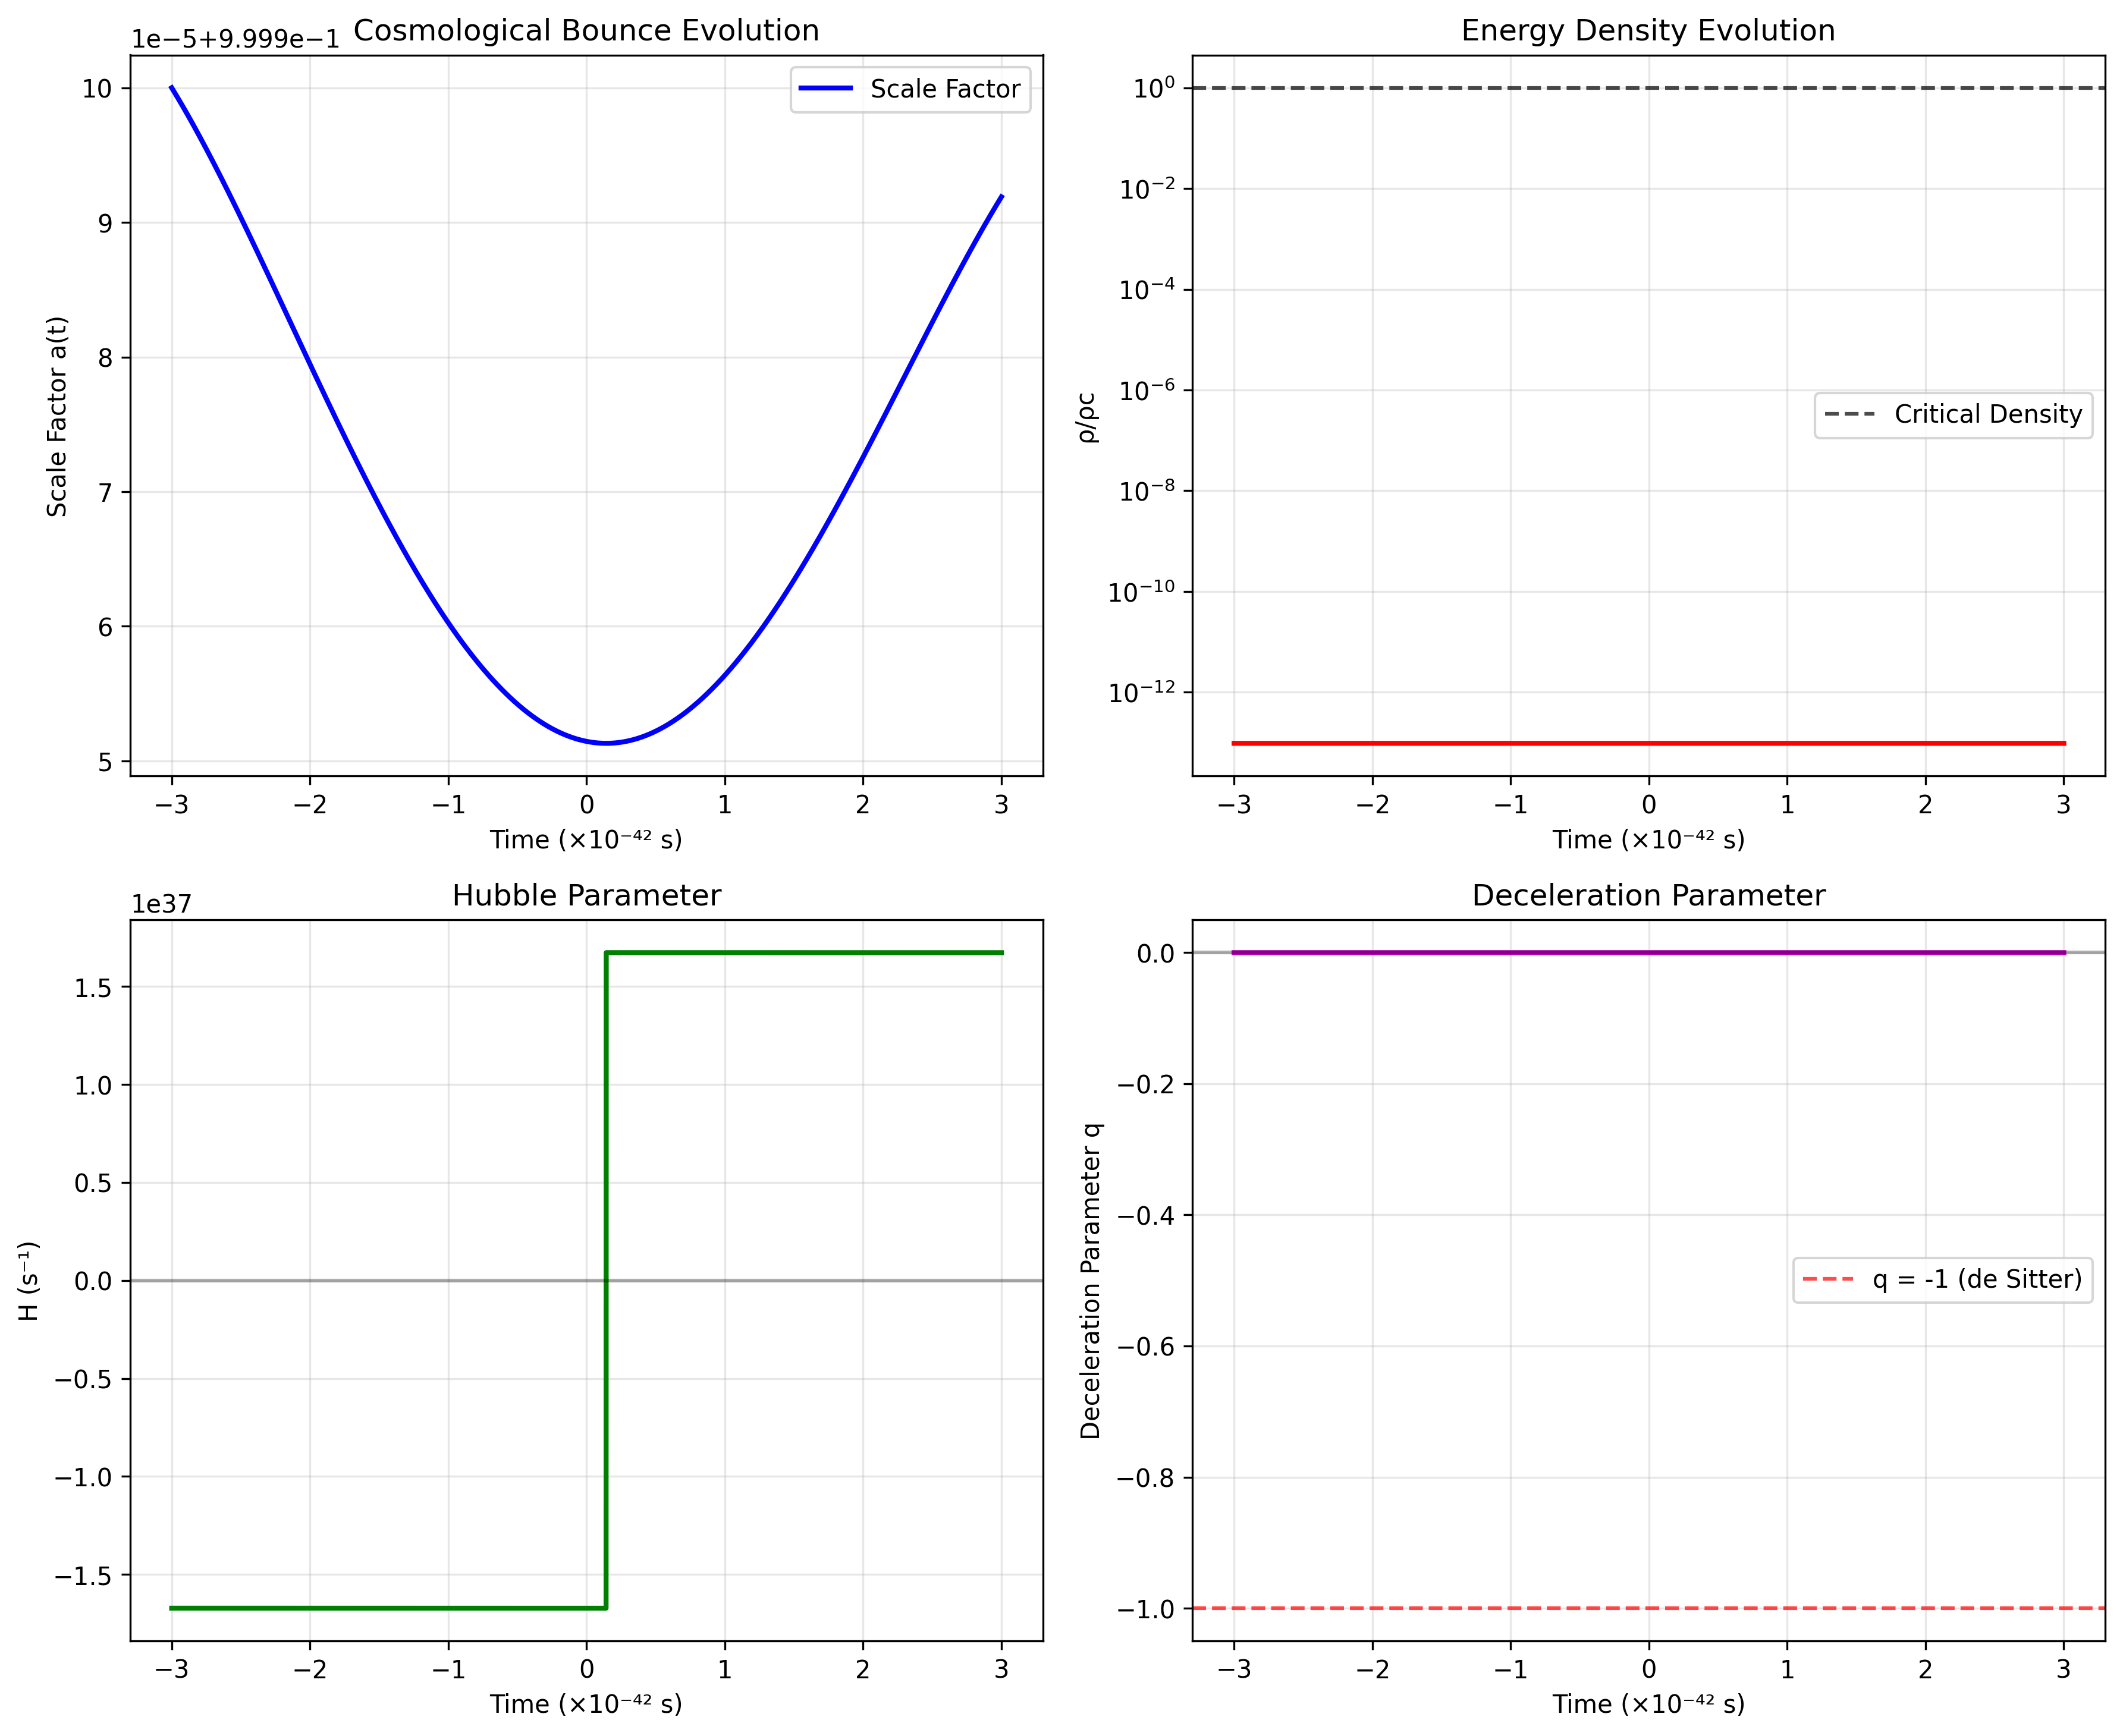 Cosmological Bounce Evolution
1e−5+9.999e−1
Scale Factor
10
9
8
7
6
5
Scale Factor a(t)
−3 −2 −1 0 1 2 3
Time (×10⁻⁴² s)
Energy Density Evolution
10⁰
10⁻²
10⁻⁴
10⁻⁶
10⁻⁸
10⁻¹⁰
10⁻¹²
ρ/ρc
Critical Density
−3 −2 −1 0 1 2 3
Time (×10⁻⁴² s)
Hubble Parameter
1e37
1.5
1.0
0.5
0.0
−0.5
−1.0
−1.5
H (s⁻¹)
−3 −2 −1 0 1 2 3
Time (×10⁻⁴² s)
Deceleration Parameter
0.0
−0.2
−0.4
−0.6
−0.8
−1.0
Deceleration Parameter q
q = -1 (de Sitter)
−3 −2 −1 0 1 2 3
Time (×10⁻⁴² s)